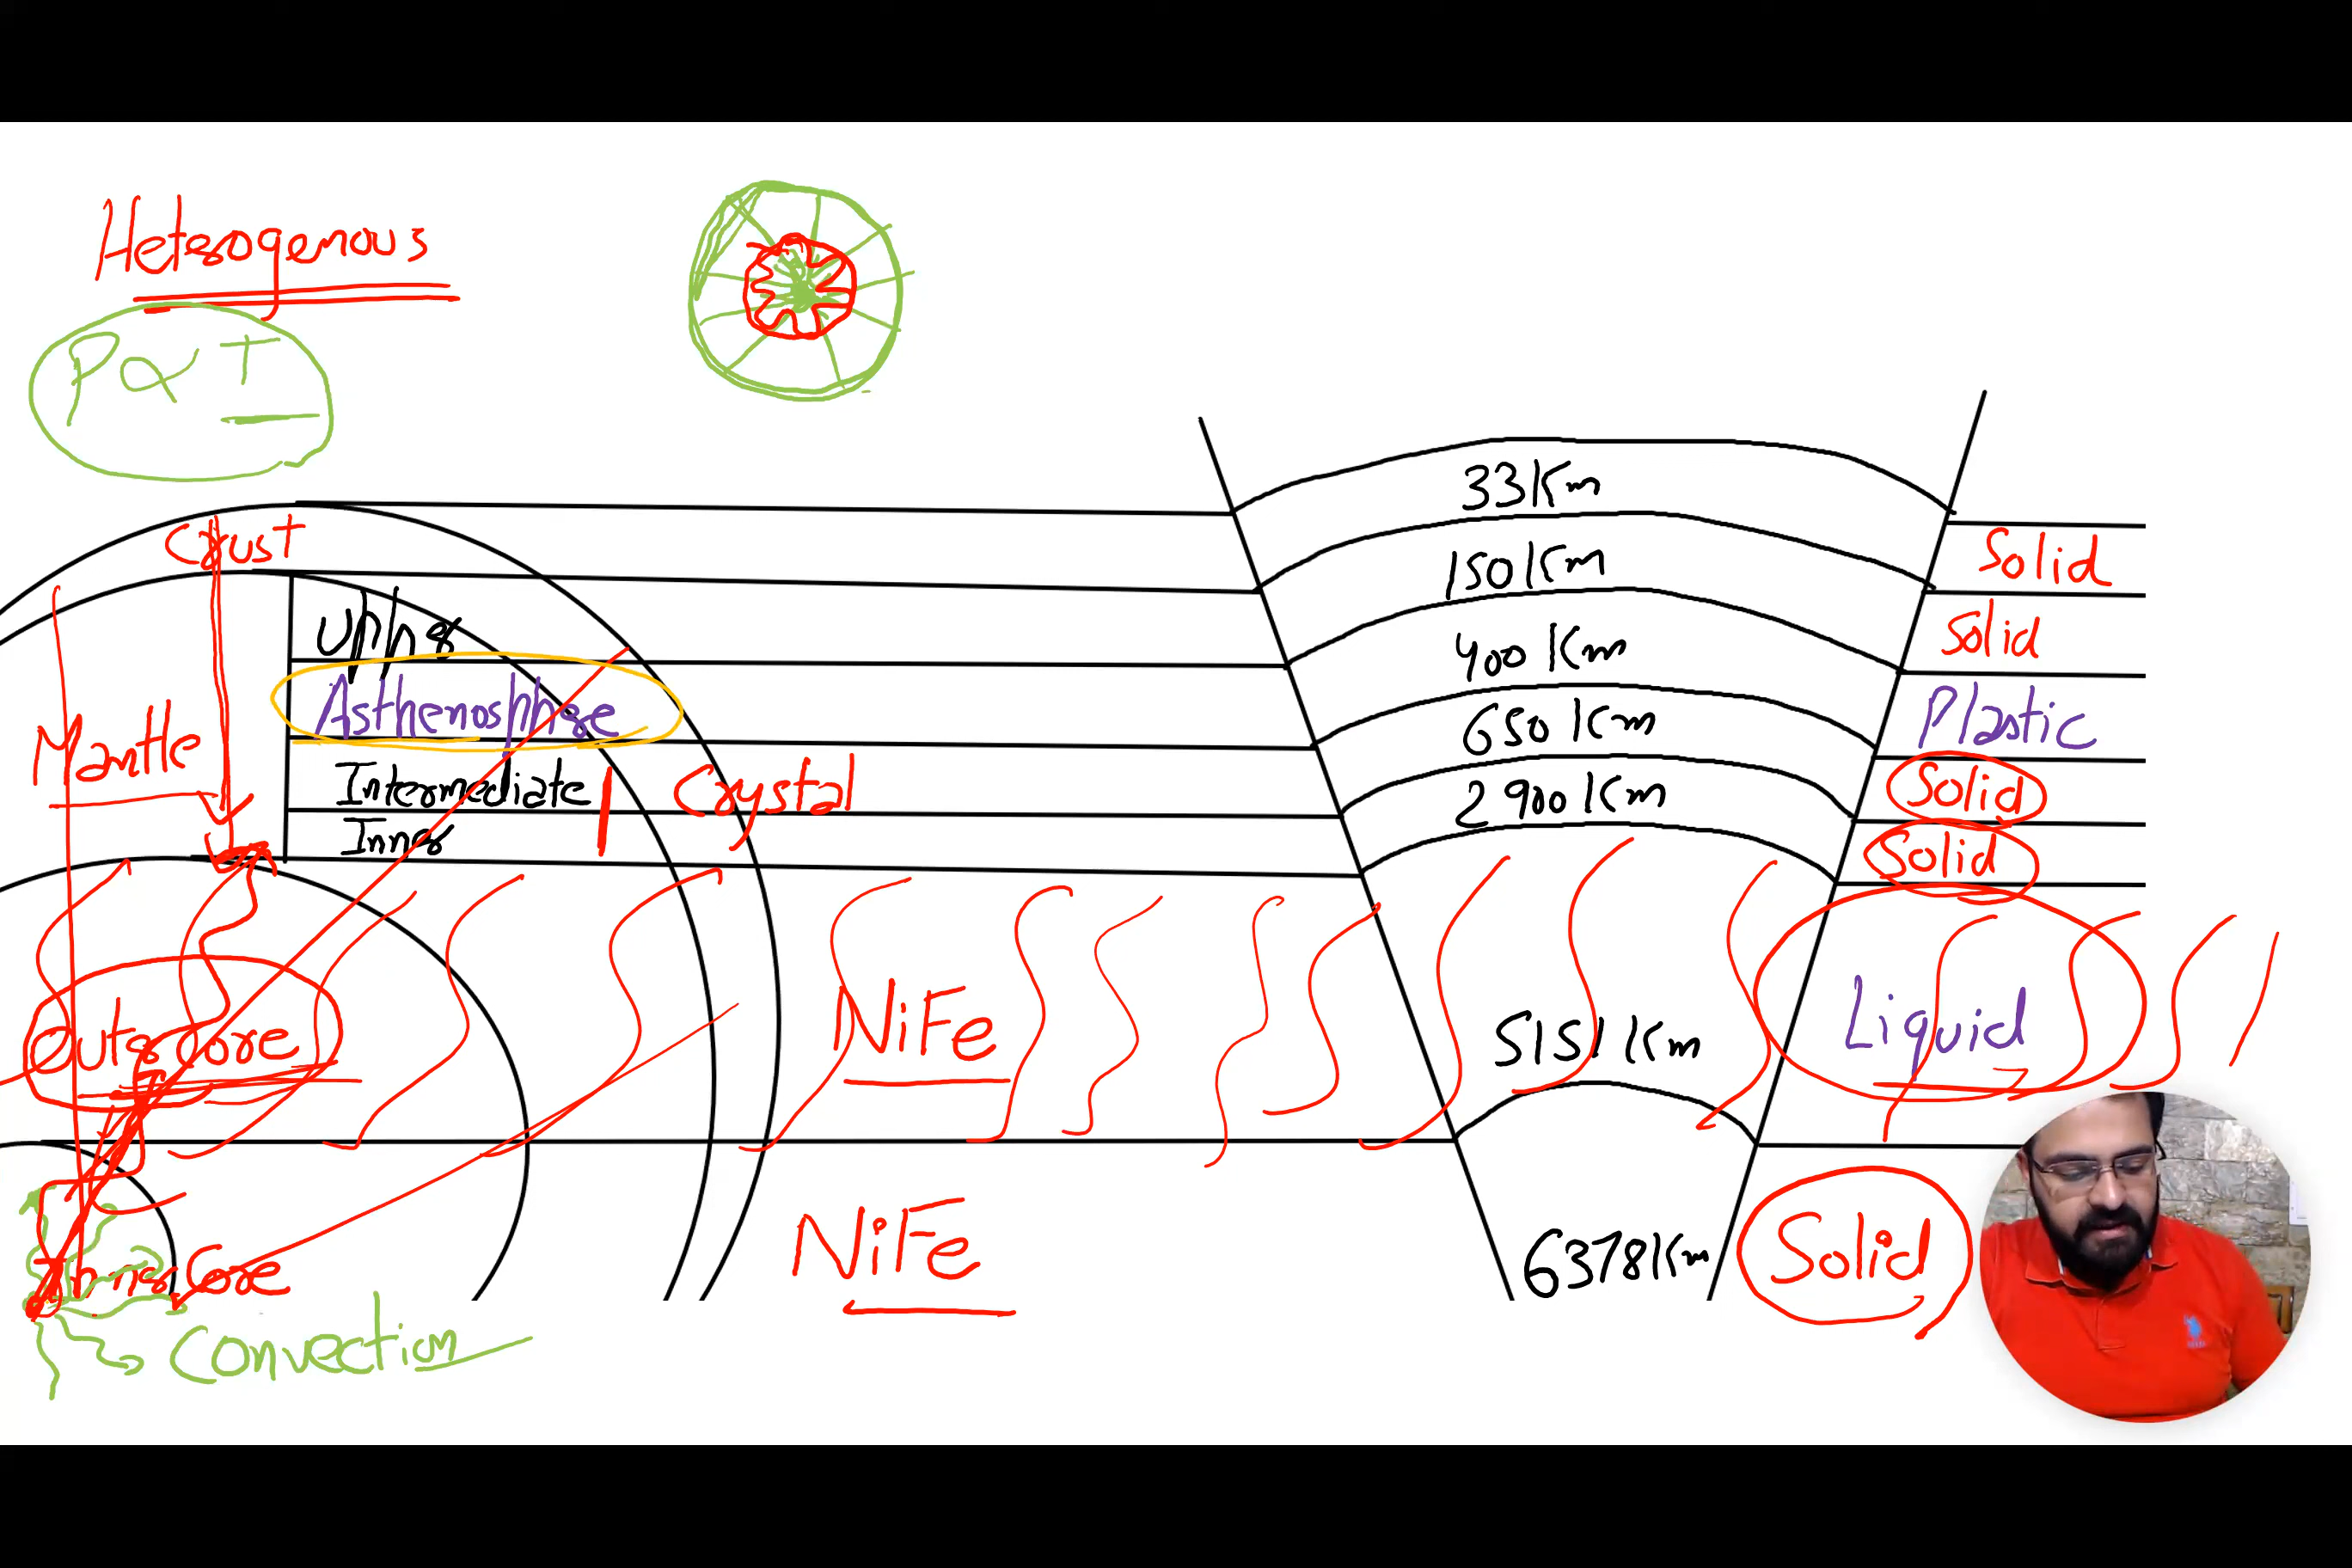 Heterogenous
P ∝ T
33 Km
Crust
150 Km
Solid
Upper
400 Km
Solid
Mantle
Asthenosphere
650 Km
Plastic
Intermediate
Crystal
2900 Km
Solid
Inner
Solid
Outer core
NiFe
5151 Km
Liquid
Inner Core
NiFe
6378 Km
Solid
Convection